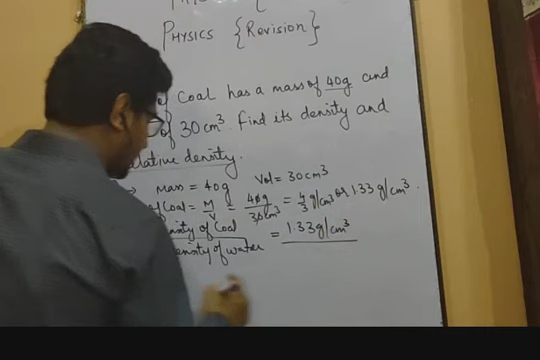 PHYSICS {Revision}
Coal has a mass of 40g and
of 30 cm³. Find its density and
relative density.
Mass = 40g Vol = 30 cm³
of Coal = M/V = 40g/30cm³ = 4/3 g/cm³ or 1.33 g/cm³.
of Coal = 1.33g/cm³
of water